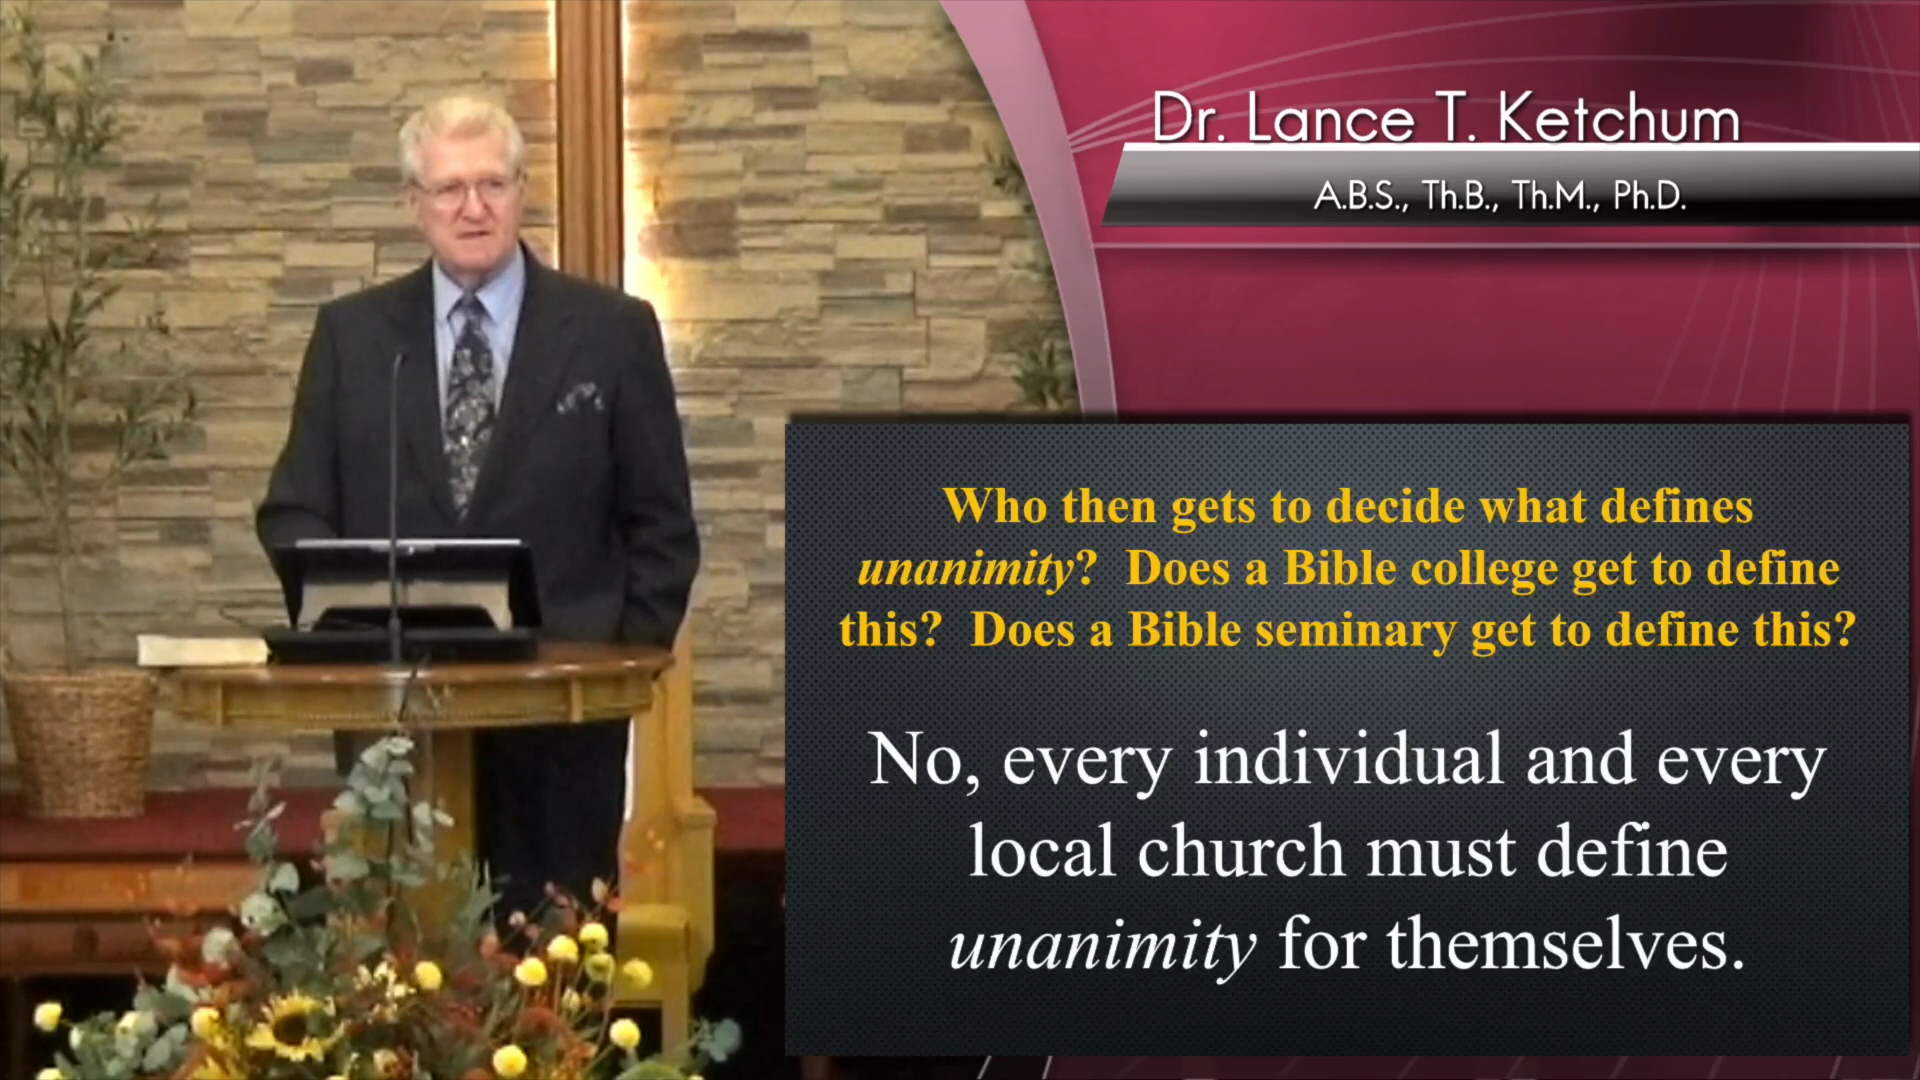 Dr. Lance T. Ketchum
A.B.S., Th.B., Th.M., Ph.D.
Who then gets to decide what defines
unanimity?  Does a Bible college get to define
this?  Does a Bible seminary get to define this?
No, every individual and every
local church must define
unanimity for themselves.